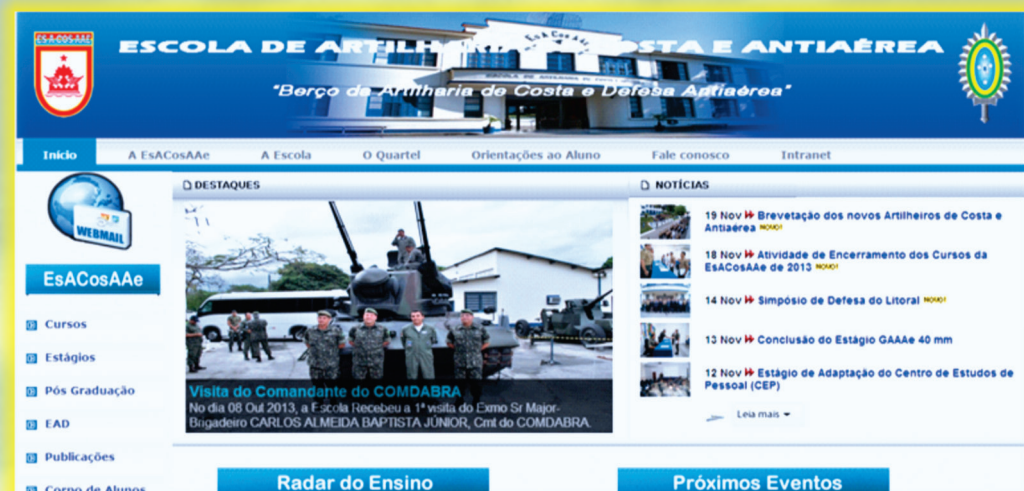 EsACosAAe
ESCOLA DE ARTILHARIA DE COSTA E ANTIAÉREA
"Berço da Artilharia de Costa e Defesa Antiaérea"
Início
A EsACosAAe
A Escola
O Quartel
Orientações ao Aluno
Fale conosco
Intranet
WEBMAIL
EsACosAAe
Cursos
Estágios
Pós Graduação
EAD
Publicações
Corpo de Alunos
DESTAQUES
Visita do Comandante do COMDABRA
No dia 08 Out 2013, a Escola Recebeu a 1ª visita do Exmo Sr Major-
Brigadeiro CARLOS ALMEIDA BAPTISTA JÚNIOR, Cmt do COMDABRA.
NOTÍCIAS
19 Nov Brevetação dos novos Artilheiros de Costa e
Antiaérea NOVO!
18 Nov Atividade de Encerramento dos Cursos da
EsACosAAe de 2013 NOVO!
14 Nov Simpósio de Defesa do Litoral NOVO!
13 Nov Conclusão do Estágio GAAAe 40 mm
12 Nov Estágio de Adaptação do Centro de Estudos de
Pessoal (CEP)
Leia mais
Radar do Ensino
Próximos Eventos